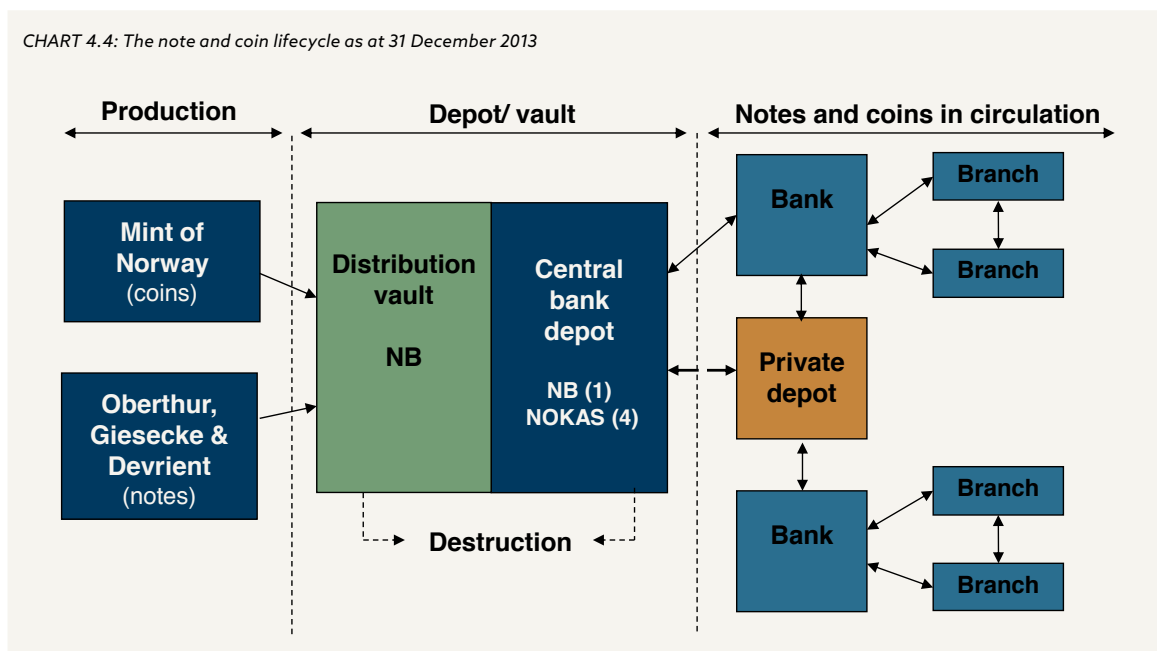 CHART 4.4: The note and coin lifecycle as at 31 December 2013
Production
Depot/ vault
Notes and coins in circulation
Mint of
Norway
(coins)
Oberthur,
Giesecke &
Devrient
(notes)
Distribution
vault
NB
Central
bank
depot
NB (1)
NOKAS (4)
Destruction
Bank
Branch
Branch
Private
depot
Bank
Branch
Branch